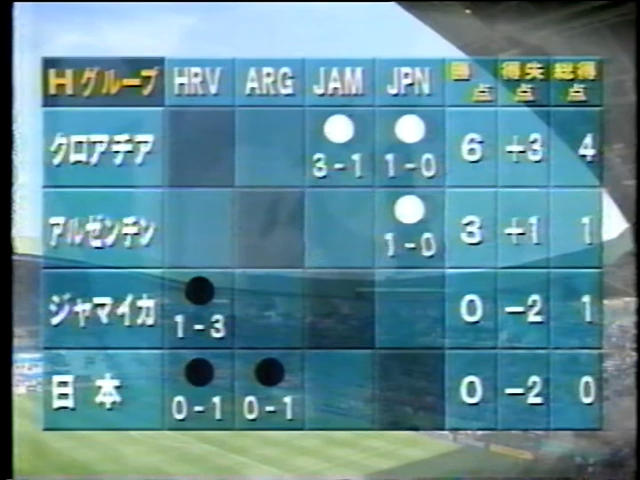 Hグループ HRV ARG JAM JPN 勝点 得失点 総得点
クロアチア 3-1 1-0 6 +3 4
アルゼンチン 1-0 3 +1 1
ジャマイカ 1-3 0 -2 1
日本 0-1 0-1 0 -2 0